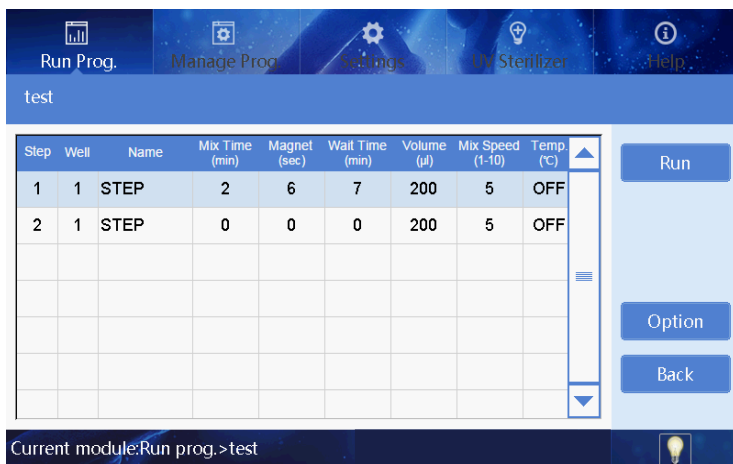 Run Prog. Manage Prog. Settings UV Sterilizer Help
test
Step Well Name Mix Time (min) Magnet (sec) Wait Time (min) Volume (µl) Mix Speed (1-10) Temp. (℃)
1 1 STEP 2 6 7 200 5 OFF
2 1 STEP 0 0 0 200 5 OFF
Run
Option
Back
Current module:Run prog.>test